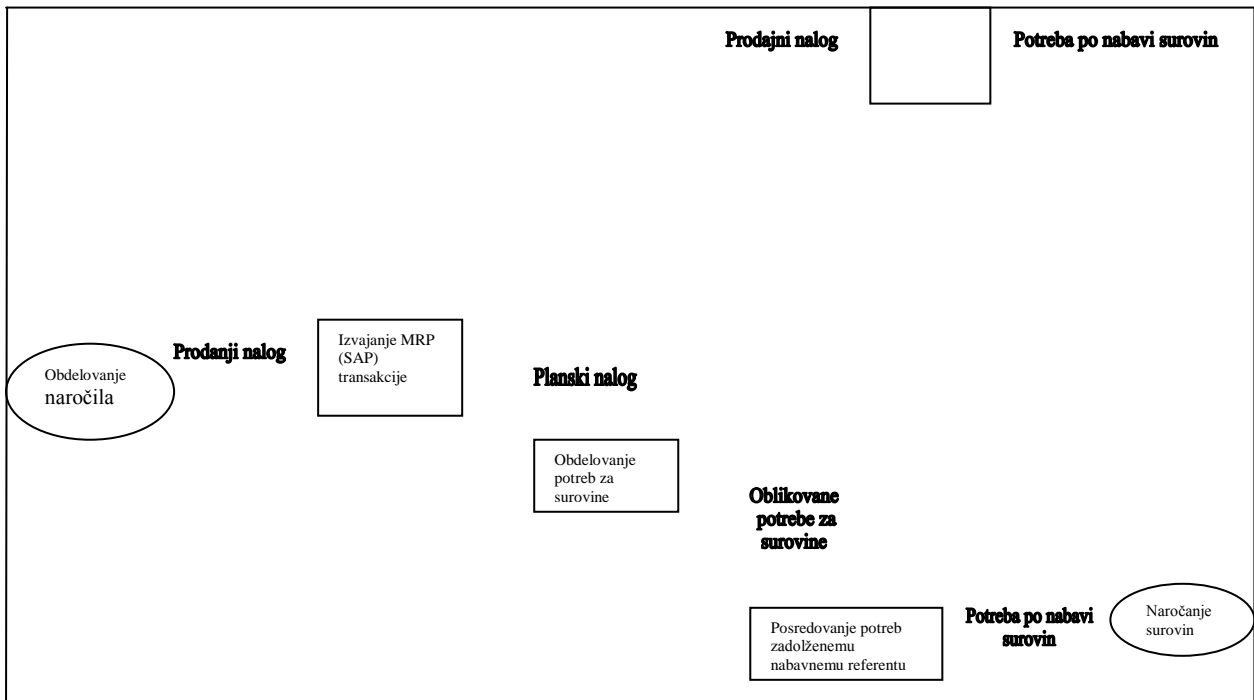 Prodajni nalog
Potreba po nabavi surovin
Obdelovanje
naročila
Prodanji nalog
Izvajanje MRP
(SAP)
transakcije
Planski nalog
Obdelovanje
potreb za
surovine
Oblikovane
potrebe za
surovine
Posredovanje potreb
zadolženemu
nabavnemu referentu
Potreba po nabavi
surovin
Naročanje
surovin